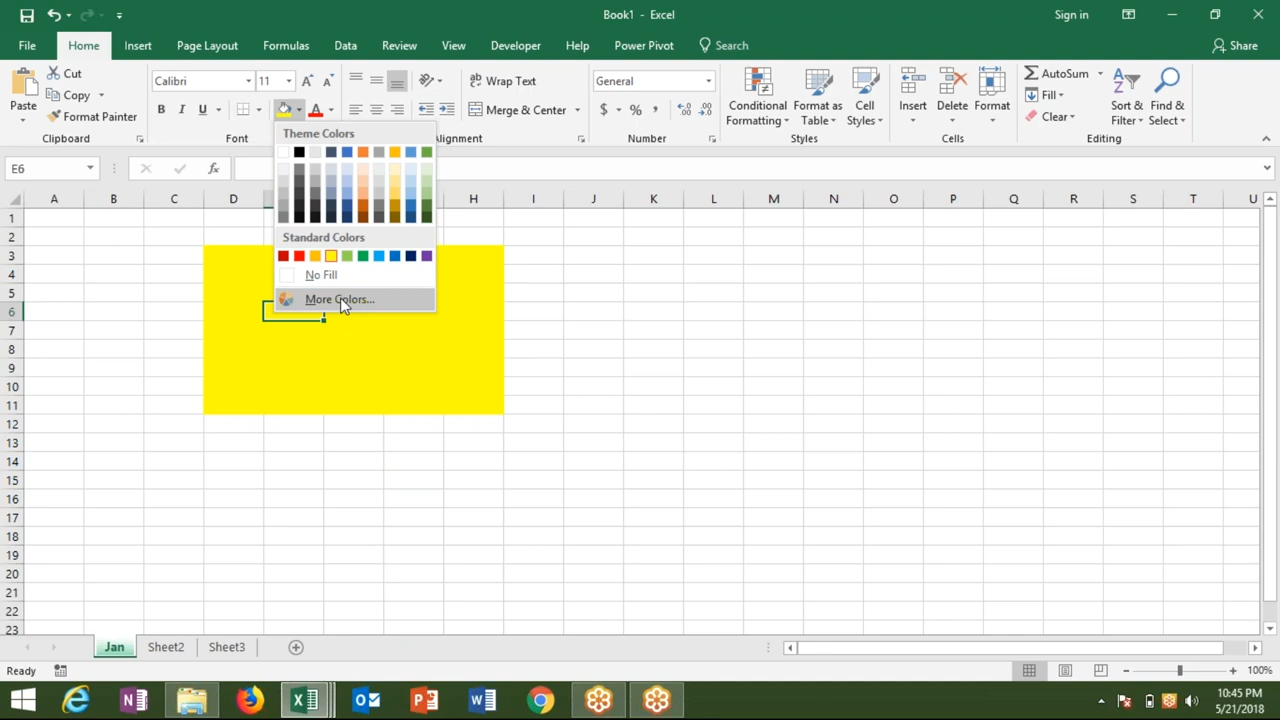 Book1 - Excel
Sign in
File Home Insert Page Layout Formulas Data Review View Developer Help Power Pivot Search Share
Paste
Cut
Copy
Format Painter
Clipboard
Calibri 11
B I U A
Font
Wrap Text
Merge & Center
Alignment
General
$ % ,
Number
Conditional Formatting
Format as Table
Cell Styles
Styles
Insert
Delete
Format
Cells
AutoSum
Fill
Clear
Sort & Filter
Find & Select
Editing
Theme Colors
Standard Colors
No Fill
More Colors...
E6
fx
A B C D H I J K L M N O P Q R S T U
1
2
3
4
5
6
7
8
9
10
11
12
13
14
15
16
17
18
19
20
21
22
23
Jan Sheet2 Sheet3
Ready
100%
10:45 PM
5/21/2018